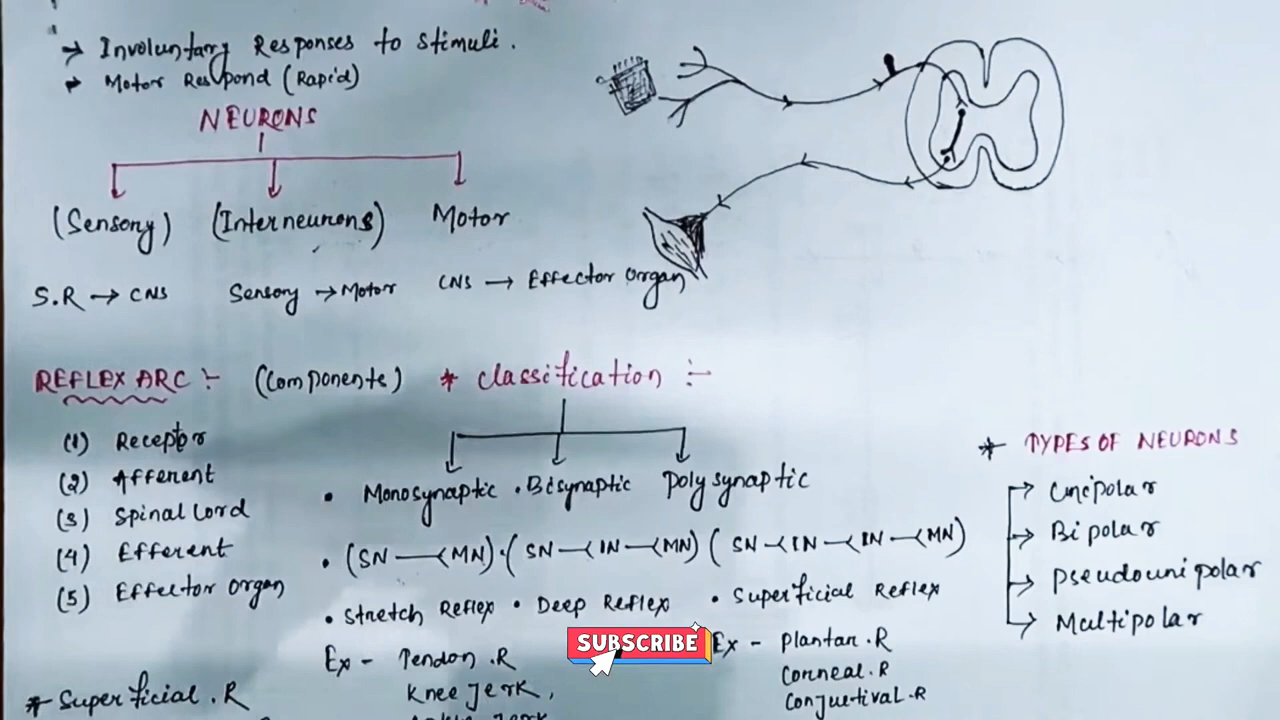 → Involuntary Responses to stimuli.
→ Motor Respond (Rapid)
NEURONS
(Sensory) (Interneurons) Motor
S.R → CNS Sensory → Motor CNS → Effector Organ
REFLEX ARC :- (Components) * Classification :-
(1) Receptor
(2) Afferent
(3) Spinal Cord
(4) Efferent
(5) Effector Organ
• Monosynaptic • Bisynaptic Polysynaptic
• (SN —< MN) • (SN —< IN —< MN) (SN —< IN —< IN —< MN)
• Stretch Reflex • Deep Reflex • Superficial Reflex
Ex - Tendon .R
Knee Jerk,
SUBSCRIBE
Ex - Plantar .R
Corneal .R
Conjuctival .R
* TYPES OF NEURONS
→ Unipolar
→ Bipolar
→ Pseudounipolar
→ Multipolar
* Superficial .R